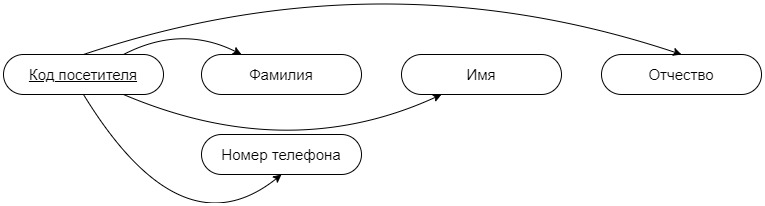 Код посетителя
Фамилия
Имя
Отчество
Номер телефона